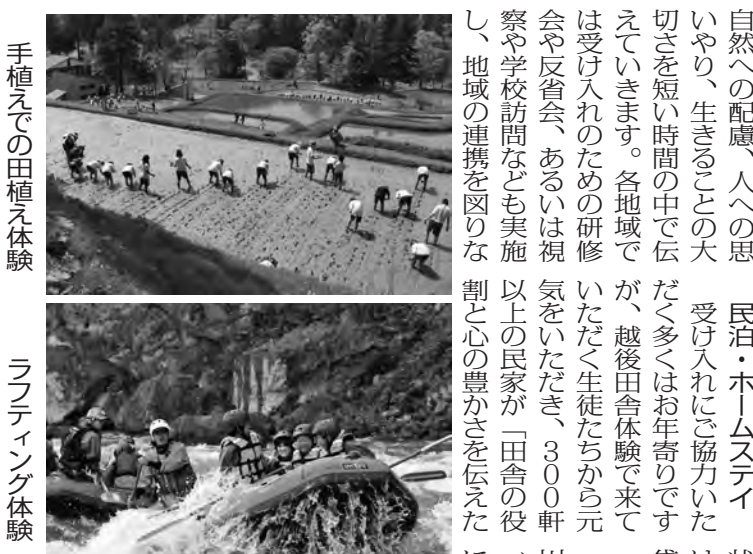 自然への配慮、人への思
いやり、生きることの大
切さを短い時間の中で伝
えていきます。各地域で
は受け入れのための研修
会や反省会、あるいは視
察や学校訪問なども実施
し、地域の連携を図りな
民泊・ホームステイ
受け入れにご協力いた
だく多くはお年寄りです
が、越後田舎体験で来て
いただく生徒たちから元
気をいただき、300軒
以上の民家が「田舎の役
割と心の豊かさを伝えた
手植えでの田植え体験
ラフティング体験